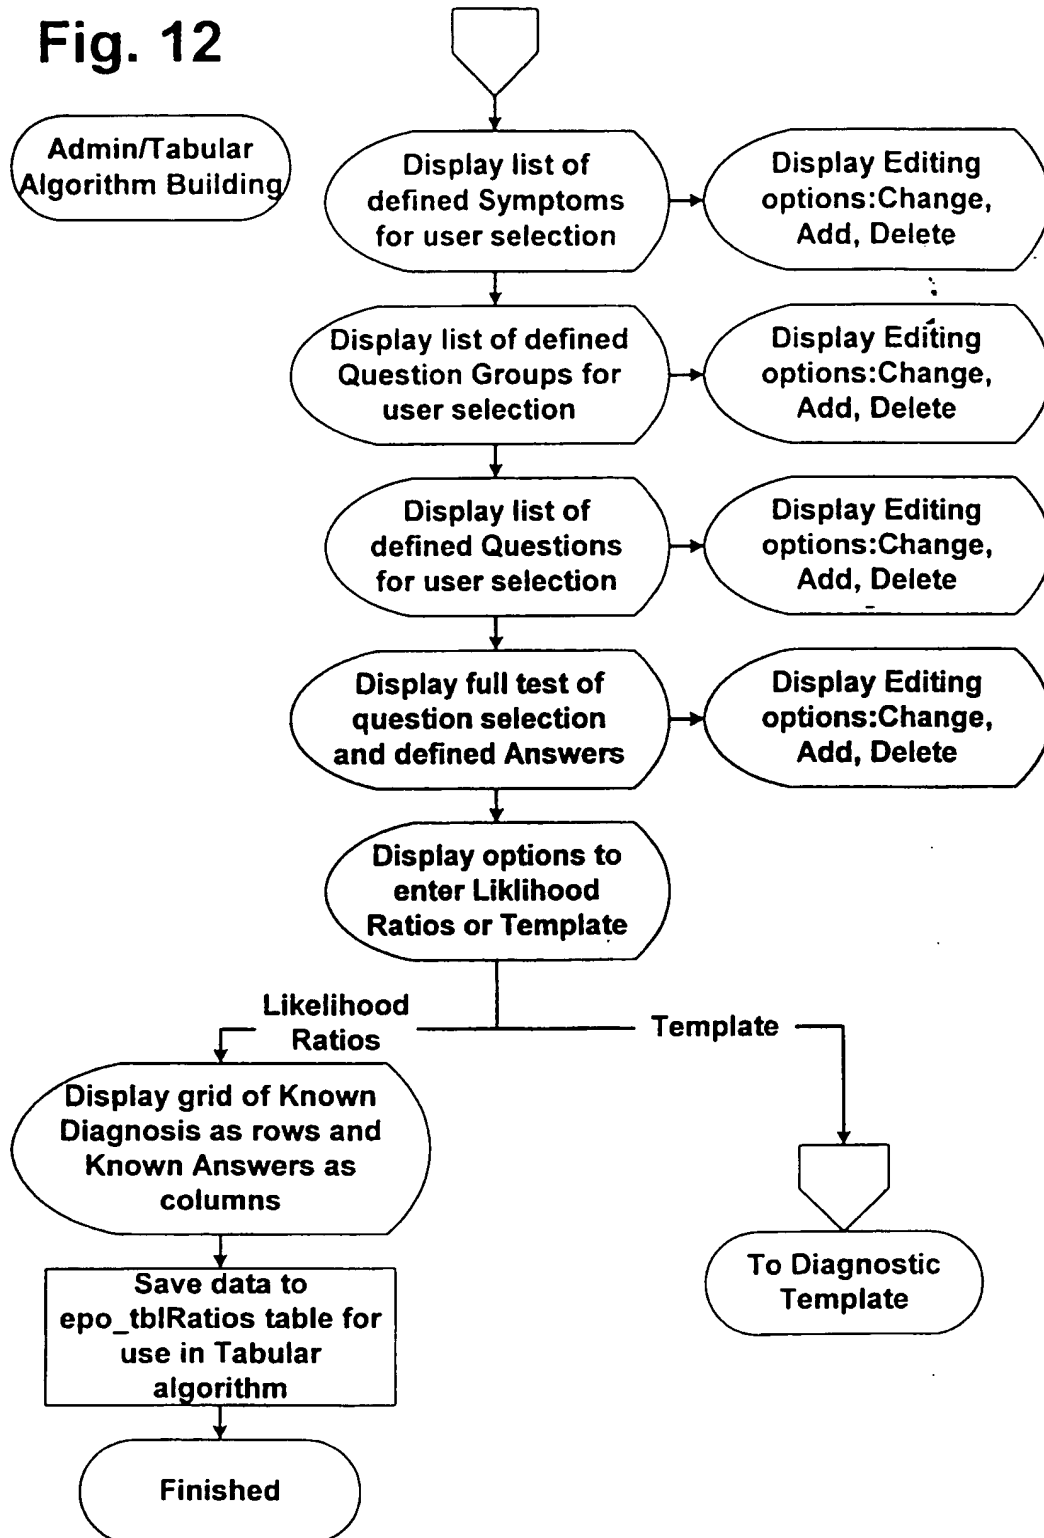 Fig. 12
Admin/Tabular
Algorithm Building
Display list of
defined Symptoms
for user selection
Display Editing
options:Change,
Add, Delete
Display list of defined
Question Groups for
user selection
Display Editing
options:Change,
Add, Delete
Display list of
defined Questions
for user selection
Display Editing
options:Change,
Add, Delete
Display full test of
question selection
and defined Answers
Display Editing
options:Change,
Add, Delete
Display options to
enter Liklihood
Ratios or Template
Likelihood
Ratios
Template
Display grid of Known
Diagnosis as rows and
Known Answers as
columns
Save data to
epo_tblRatios table for
use in Tabular
algorithm
Finished
To Diagnostic
Template